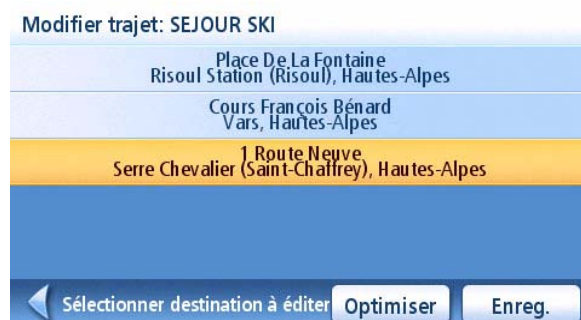 Modifier trajet: SEJOUR SKI
Place De La Fontaine
Risoul Station (Risoul), Hautes-Alpes
Cours François Bénard
Vars, Hautes-Alpes
1 Route Neuve
Serre Chevalier (Saint-Chaffrey), Hautes-Alpes
Sélectionner destination à éditer
Optimiser
Enreg.